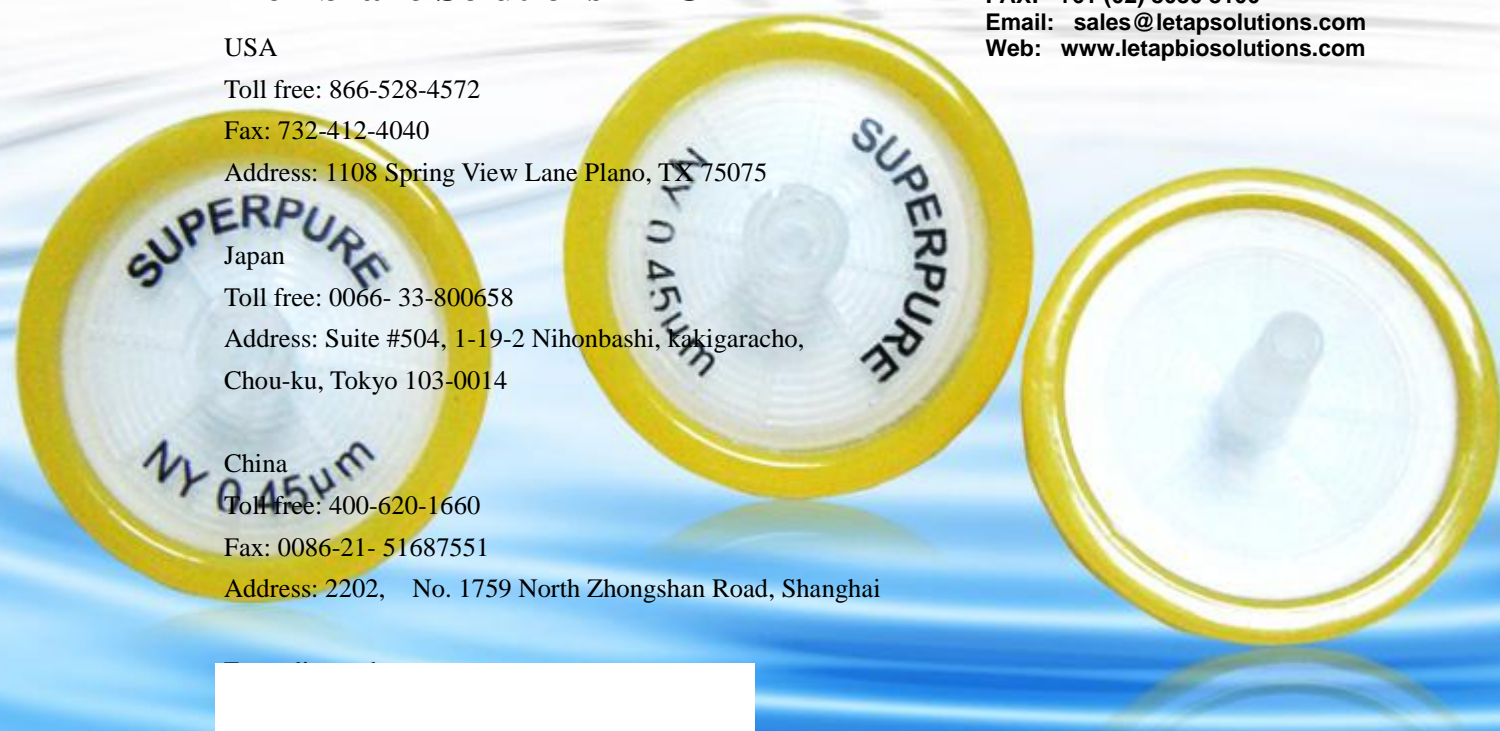 USA
Toll free: 866-528-4572
Fax: 732-412-4040
Address: 1108 Spring View Lane Plano, TX 75075
Japan
Toll free: 0066- 33-800658
Address: Suite #504, 1-19-2 Nihonbashi, kakigaracho,
Chou-ku, Tokyo 103-0014
China
Toll free: 400-620-1660
Fax: 0086-21- 51687551
Address: 2202, No. 1759 North Zhongshan Road, Shanghai
Email: sales@letapsolutions.com
Web: www.letapbiosolutions.com
SUPERPURE
NY 0.45µm
SUPERPURE
NY 0.45µm